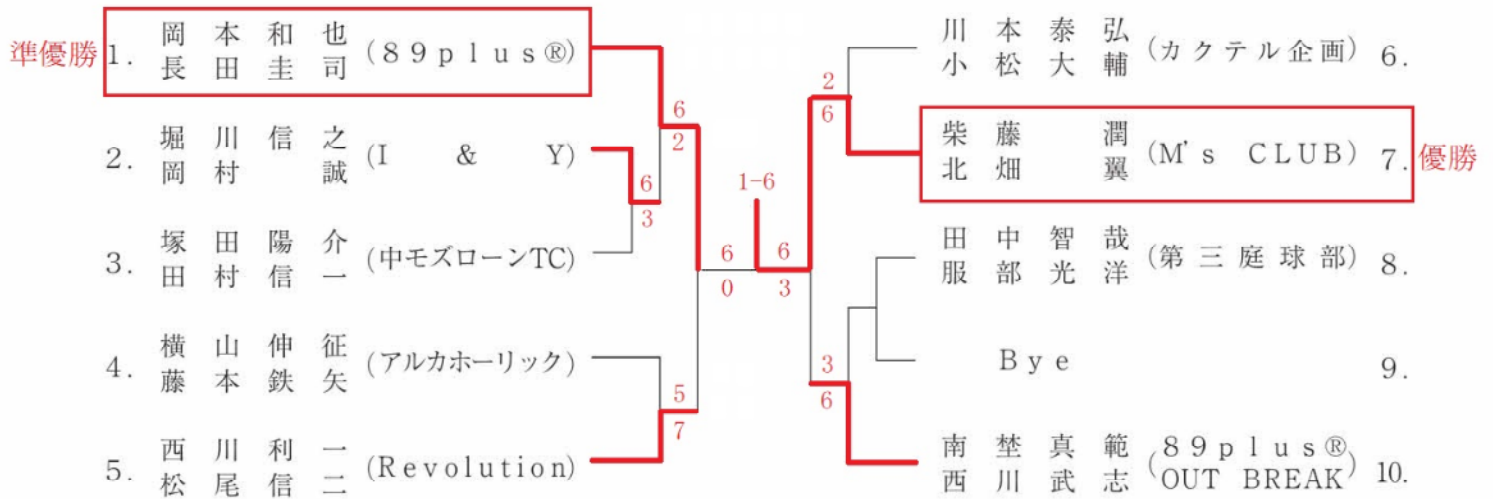 準優勝
1. 岡本和也 (89plus®)
長田圭司
6
2
2. 堀川信之 (I & Y)
岡村誠
6
3
3. 塚田陽介 (中モズローンTC)
田村信一
6
0
4. 横山伸征 (アルカホーリック)
藤本鉄矢
5
7
5. 西川利一 (Revolution)
松尾信二
1-6
6
3
川本泰弘 (カクテル企画) 6.
小松大輔
2
6
柴藤潤 (M's CLUB) 7.
北畑翼
優勝
田中智哉 (第三庭球部) 8.
服部光洋
Bye 9.
3
6
南埜真範 (89plus®
西川武志 OUT BREAK) 10.